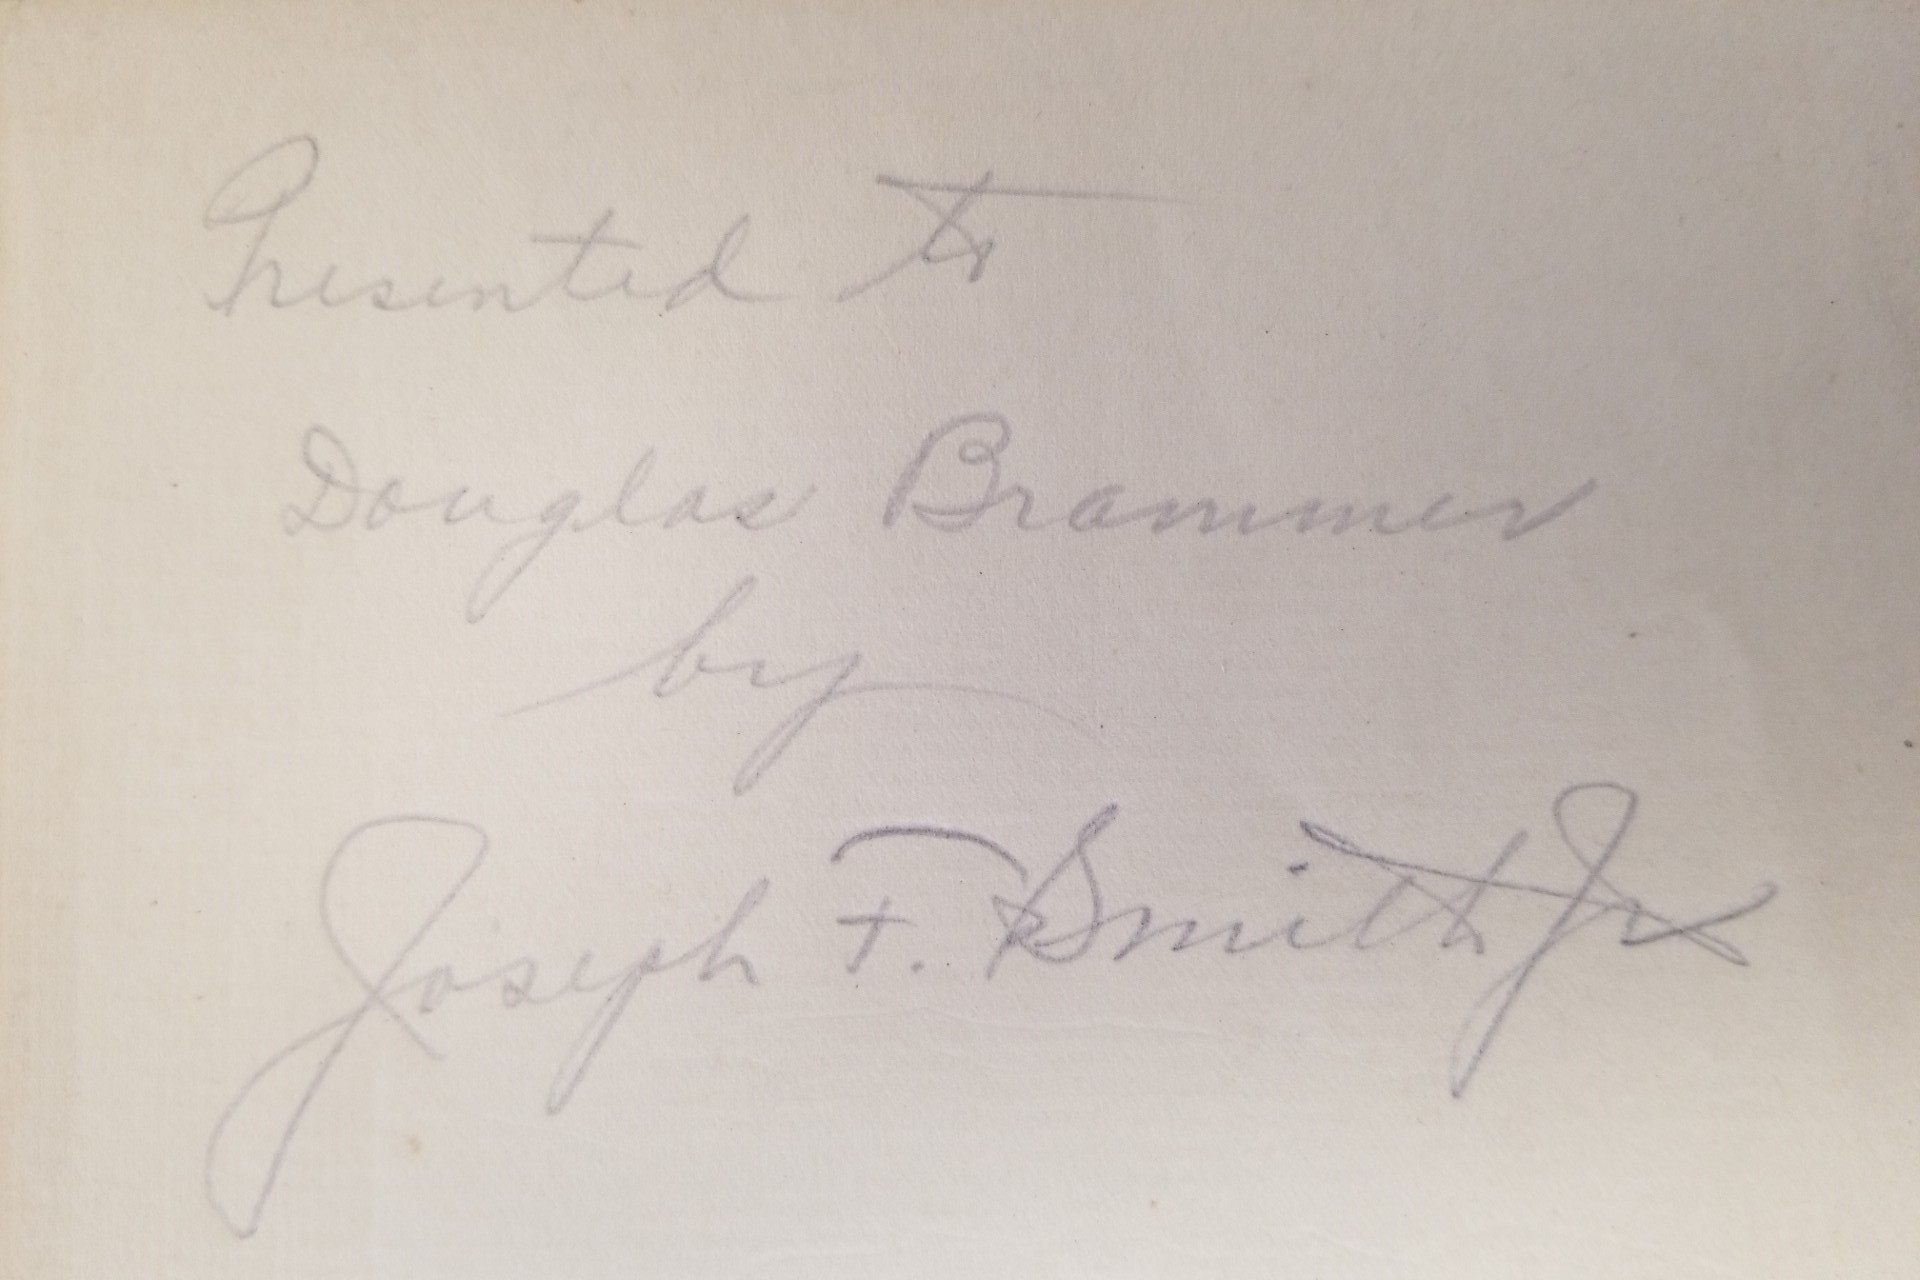 Presented to
Douglas Brammer
by
Joseph F. Smith Jr